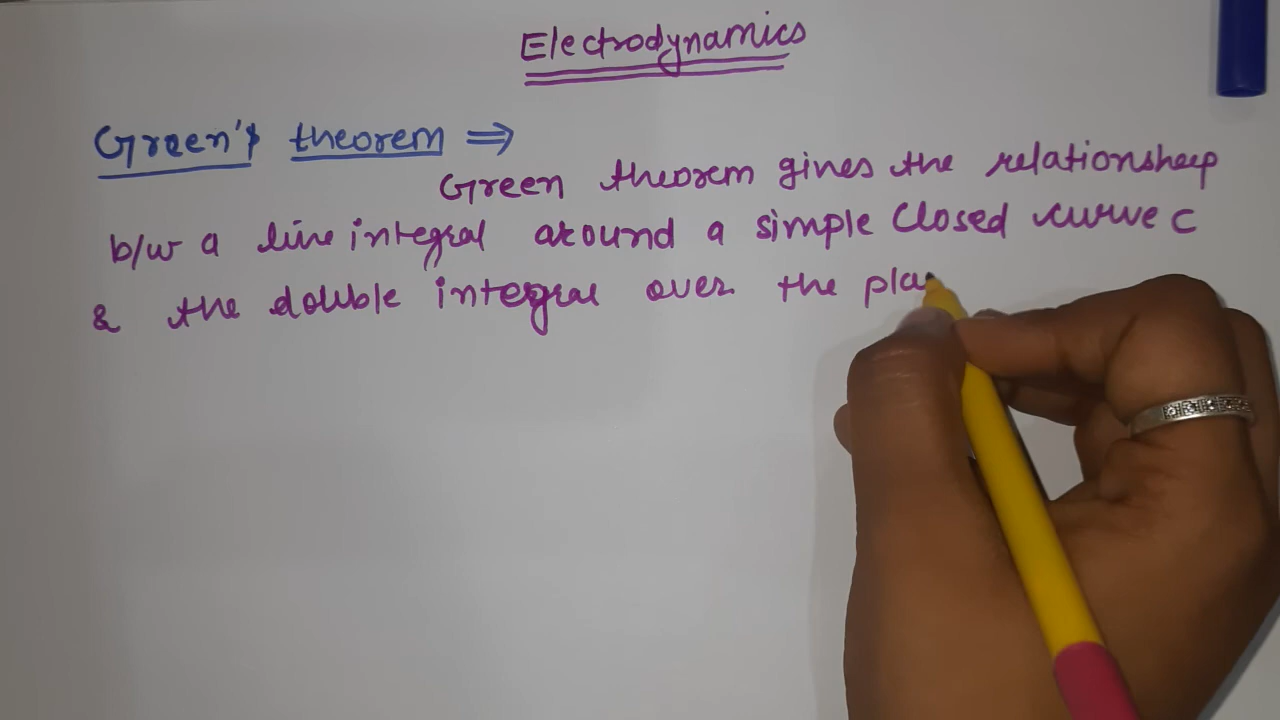 Electrodynamics
Green's theorem ⇒
Green theorem gives the relationsheep
b/w a line integral around a simple Closed curve C
& the double integral over the pla